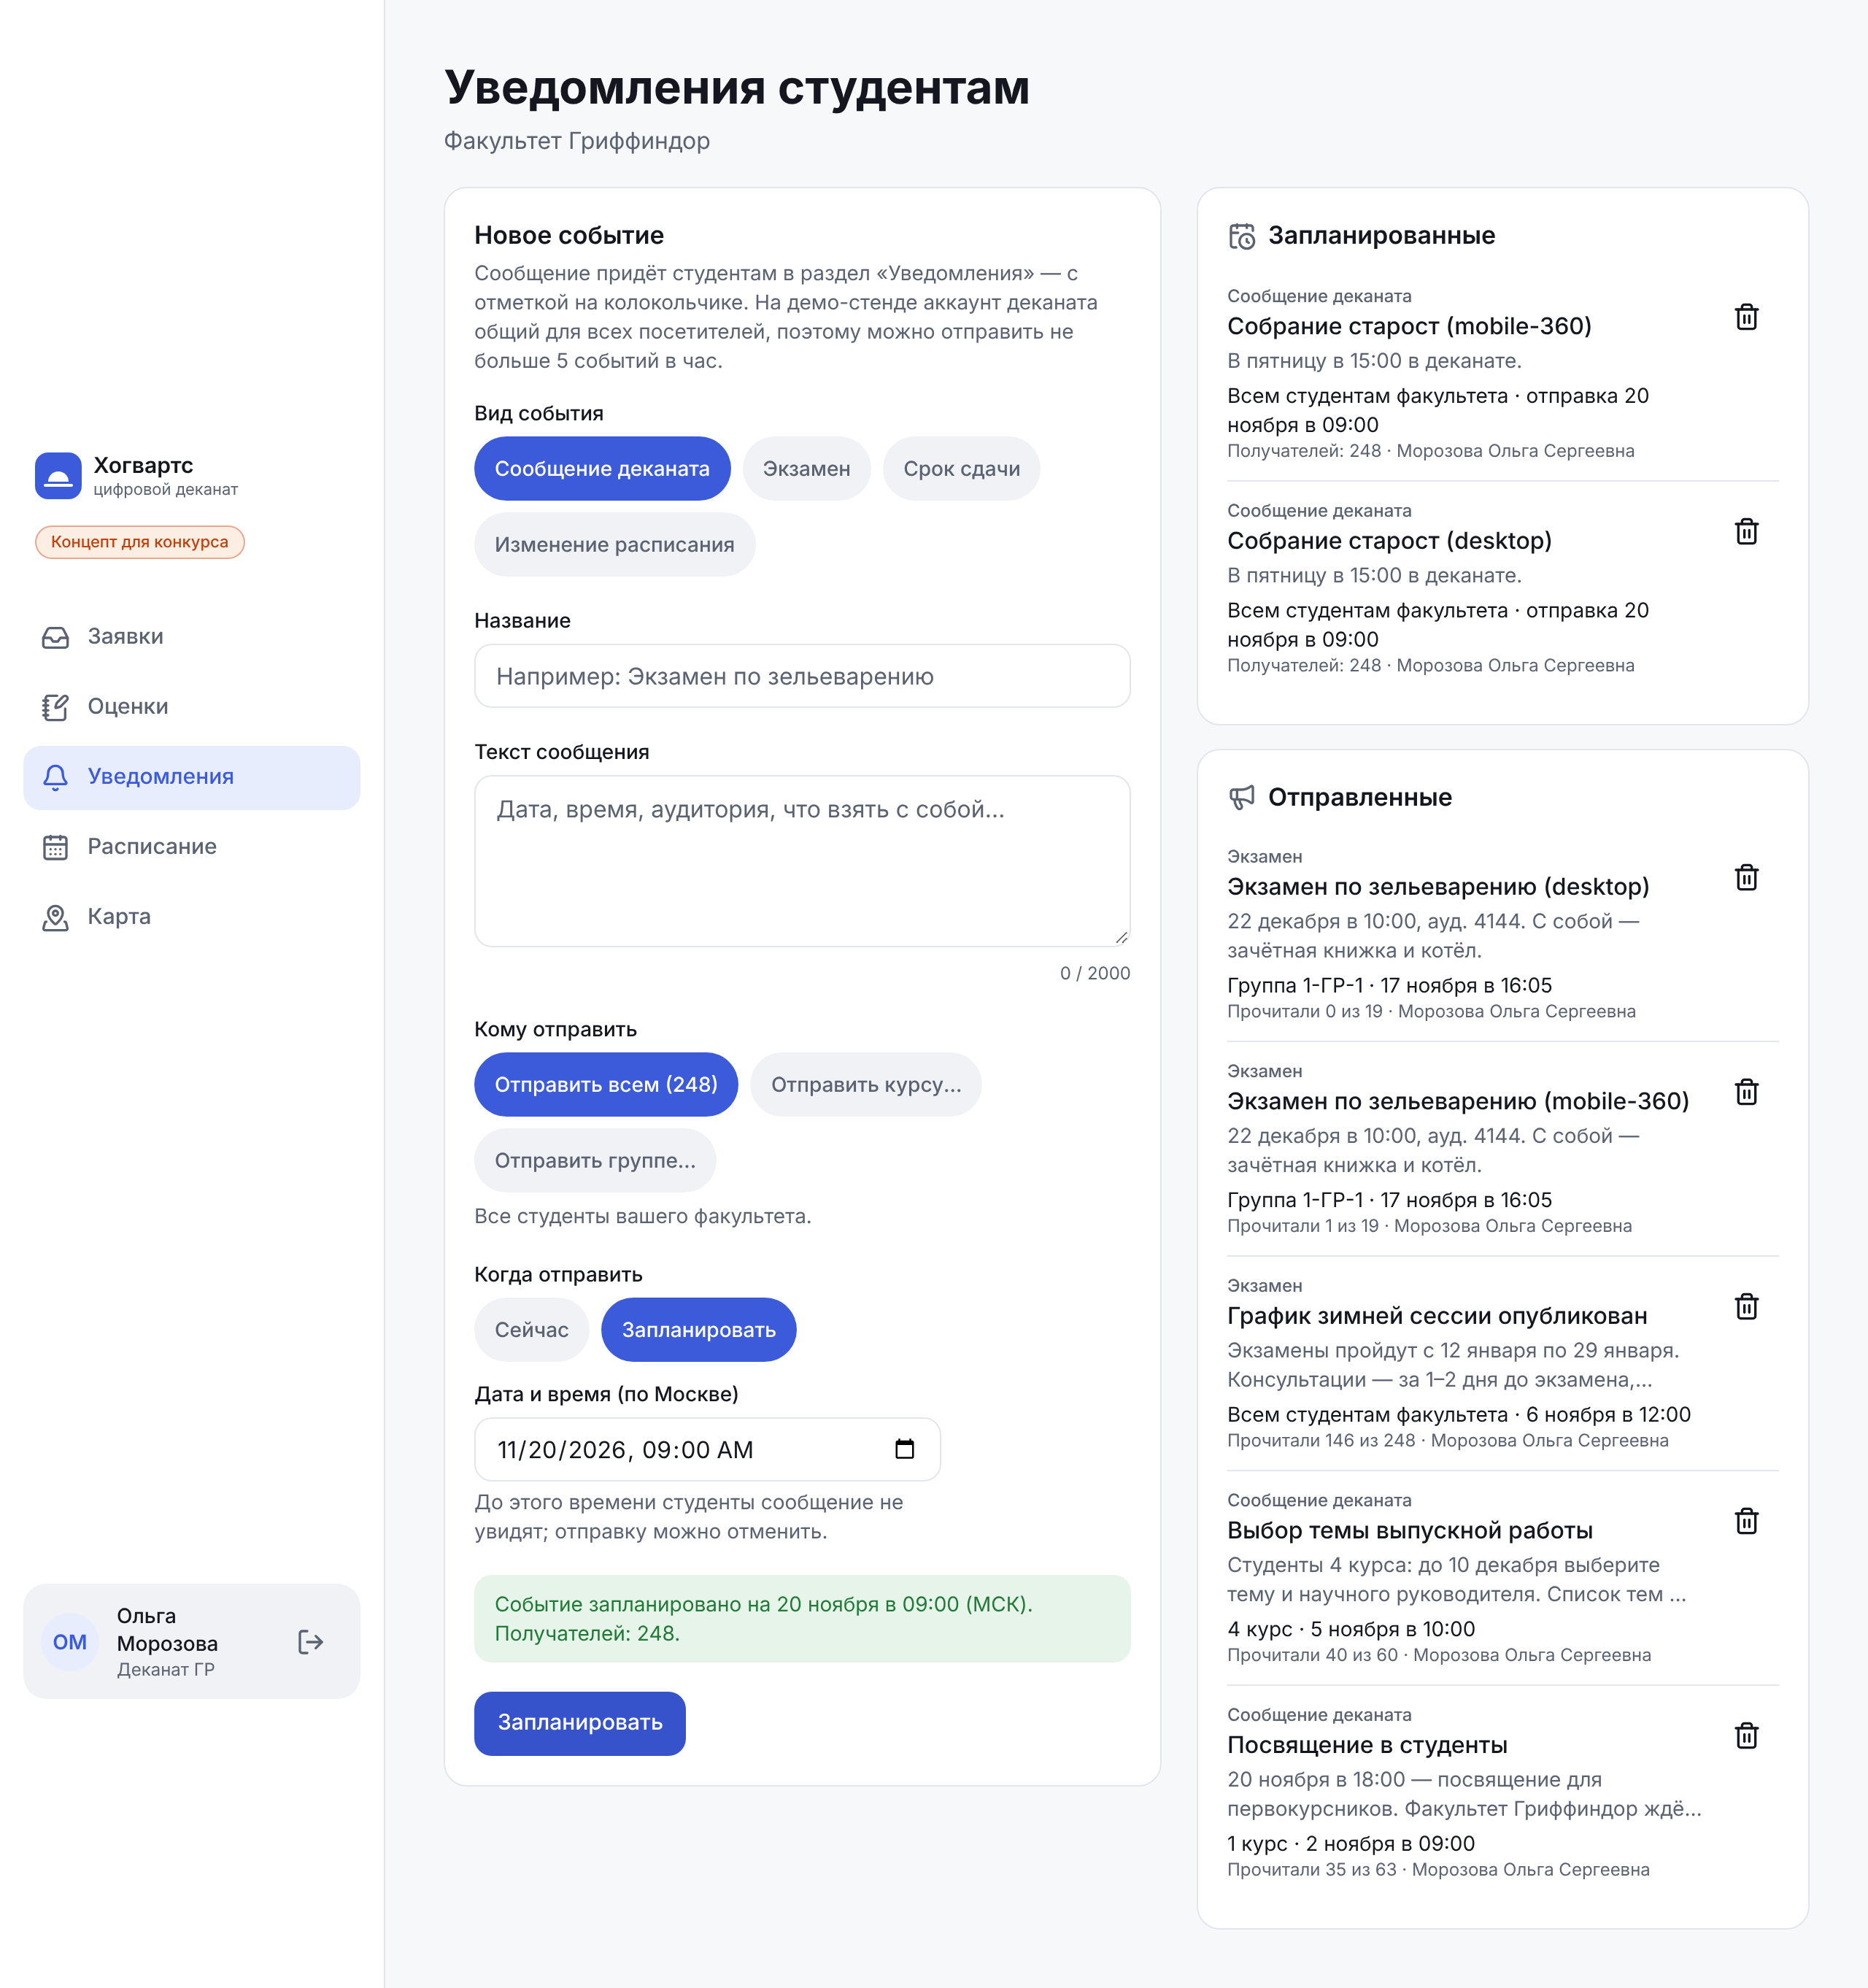 Хогвартс
цифровой деканат
Концепт для конкурса
Заявки
Оценки
Уведомления
Расписание
Карта
ОМ
Ольга
Морозова
Деканат ГР
Уведомления студентам
Факультет Гриффиндор
Новое событие
Сообщение придёт студентам в раздел «Уведомления» — с
отметкой на колокольчике. На демо-стенде аккаунт деканата
общий для всех посетителей, поэтому можно отправить не
больше 5 событий в час.
Вид события
Сообщение деканата
Экзамен
Срок сдачи
Изменение расписания
Название
Например: Экзамен по зельеварению
Текст сообщения
Дата, время, аудитория, что взять с собой...
0 / 2000
Кому отправить
Отправить всем (248)
Отправить курсу...
Отправить группе...
Все студенты вашего факультета.
Когда отправить
Сейчас
Запланировать
Дата и время (по Москве)
11/20/2026, 09:00 AM
До этого времени студенты сообщение не
увидят; отправку можно отменить.
Событие запланировано на 20 ноября в 09:00 (МСК).
Получателей: 248.
Запланировать
Запланированные
Сообщение деканата
Собрание старост (mobile-360)
В пятницу в 15:00 в деканате.
Всем студентам факультета · отправка 20
ноября в 09:00
Получателей: 248 · Морозова Ольга Сергеевна
Сообщение деканата
Собрание старост (desktop)
В пятницу в 15:00 в деканате.
Всем студентам факультета · отправка 20
ноября в 09:00
Получателей: 248 · Морозова Ольга Сергеевна
Отправленные
Экзамен
Экзамен по зельеварению (desktop)
22 декабря в 10:00, ауд. 4144. С собой —
зачётная книжка и котёл.
Группа 1-ГР-1 · 17 ноября в 16:05
Прочитали 0 из 19 · Морозова Ольга Сергеевна
Экзамен
Экзамен по зельеварению (mobile-360)
22 декабря в 10:00, ауд. 4144. С собой —
зачётная книжка и котёл.
Группа 1-ГР-1 · 17 ноября в 16:05
Прочитали 1 из 19 · Морозова Ольга Сергеевна
Экзамен
График зимней сессии опубликован
Экзамены пройдут с 12 января по 29 января.
Консультации — за 1–2 дня до экзамена,...
Всем студентам факультета · 6 ноября в 12:00
Прочитали 146 из 248 · Морозова Ольга Сергеевна
Сообщение деканата
Выбор темы выпускной работы
Студенты 4 курса: до 10 декабря выберите
тему и научного руководителя. Список тем ...
4 курс · 5 ноября в 10:00
Прочитали 40 из 60 · Морозова Ольга Сергеевна
Сообщение деканата
Посвящение в студенты
20 ноября в 18:00 — посвящение для
первокурсников. Факультет Гриффиндор ждё...
1 курс · 2 ноября в 09:00
Прочитали 35 из 63 · Морозова Ольга Сергеевна